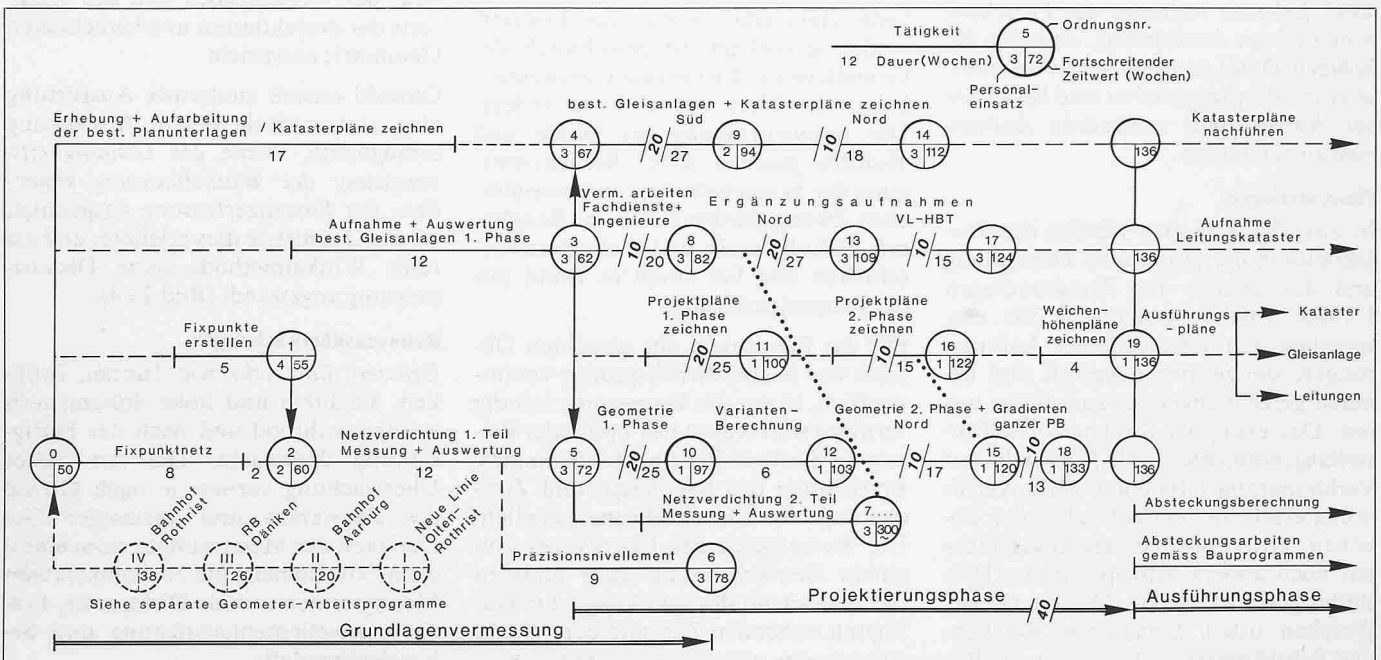 Tätigkeit
12 Dauer(Wochen)
5
3 72
Ordnungsnr.
Fortschreitender
Zeitwert (Wochen)
Personal-
einsatz
Erhebung + Aufarbeitung
der best. Planunterlagen / Katasterpläne zeichnen
17
3 67
best. Gleisanlagen + Katasterpläne zeichnen
Süd
20
27
9
2 94
Nord
10
18
14
3 112
136
Katasterpläne
nachführen
Verm. arbeiten
Fachdienste+
Ingenieure
Aufnahme + Auswertung
best. Gleisanlagen 1. Phase
12
3
3 62
10
20
8
3 82
Ergänzungsaufnahmen
Nord
20
27
13
3 109
VL-HBT
10
15
17
3 124
136
Aufnahme
Leitungskataster
Fixpunkte
erstellen
5
1
4 55
Projektpläne
1. Phase
zeichnen
20
25
11
1 100
Projektpläne
2. Phase
zeichnen
10
15
16
1 122
Weichen-
höhenpläne
zeichnen
4
19
1 136
Ausführungs-
pläne
Kataster
Gleisanlage
Leitungen
0
50
Fixpunktnetz
8
2
2
2 60
Netzverdichtung 1. Teil
Messung + Auswertung
12
5
3 72
Geometrie
1. Phase
20
25
10
1 97
Varianten-
Berechnung
6
12
1 103
Geometrie 2. Phase + Gradienten
Nord
ganzer PB
10
17
15
1 120
10
13
18
1 133
136
Absteckungsberechnung
Netzverdichtung 2. Teil
Messung + Auswertung
7....
3 ~300
Präzisionsnivellement
9
6
3 78
Absteckungsarbeiten
gemäss Bauprogramme
IV
38
Bahnhof
Rothrist
III
26
GB
Däniken
II
20
Bahnhof
Aarburg
I
0
Neue Linie
Olten-
Rothrist
Siehe separate Geometer-Arbeitsprogramme
Projektierungsphase
40
Ausführungsphase
Grundlagenvermessung